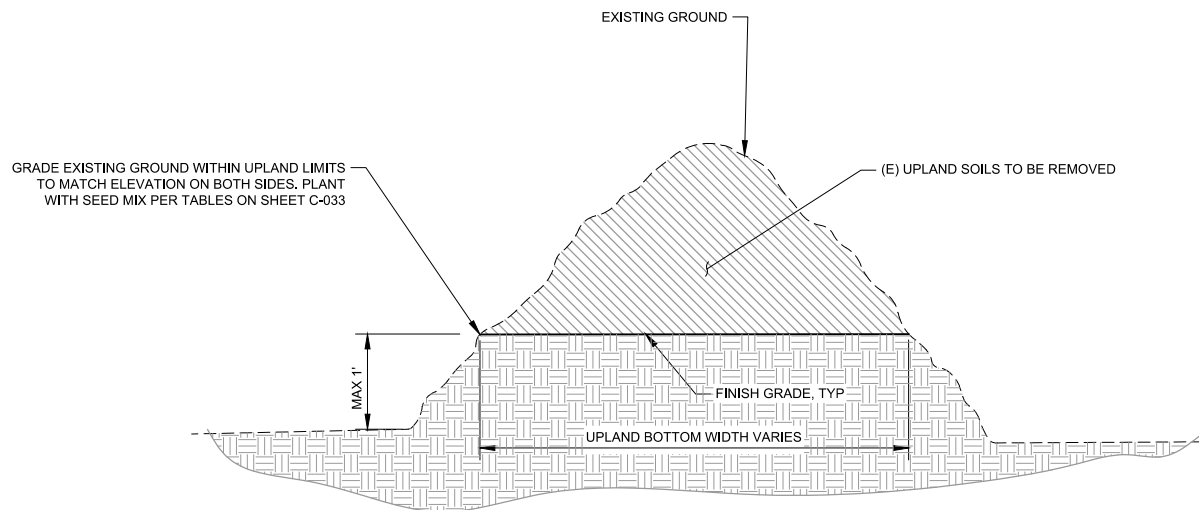 EXISTING GROUND
GRADE EXISTING GROUND WITHIN UPLAND LIMITS
TO MATCH ELEVATION ON BOTH SIDES. PLANT
WITH SEED MIX PER TABLES ON SHEET C-033
(E) UPLAND SOILS TO BE REMOVED
MAX 1'
FINISH GRADE, TYP
UPLAND BOTTOM WIDTH VARIES